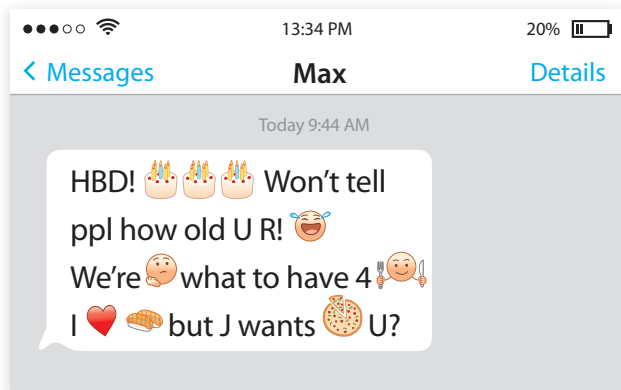 13:34 PM 20%
Messages Max Details
Today 9:44 AM
HBD! 🎂🎂🎂 Won't tell
ppl how old U R! 😂
We're 🤔 what to have 4 🍽️
I ❤️ 🍣 but J wants 🍕 U?